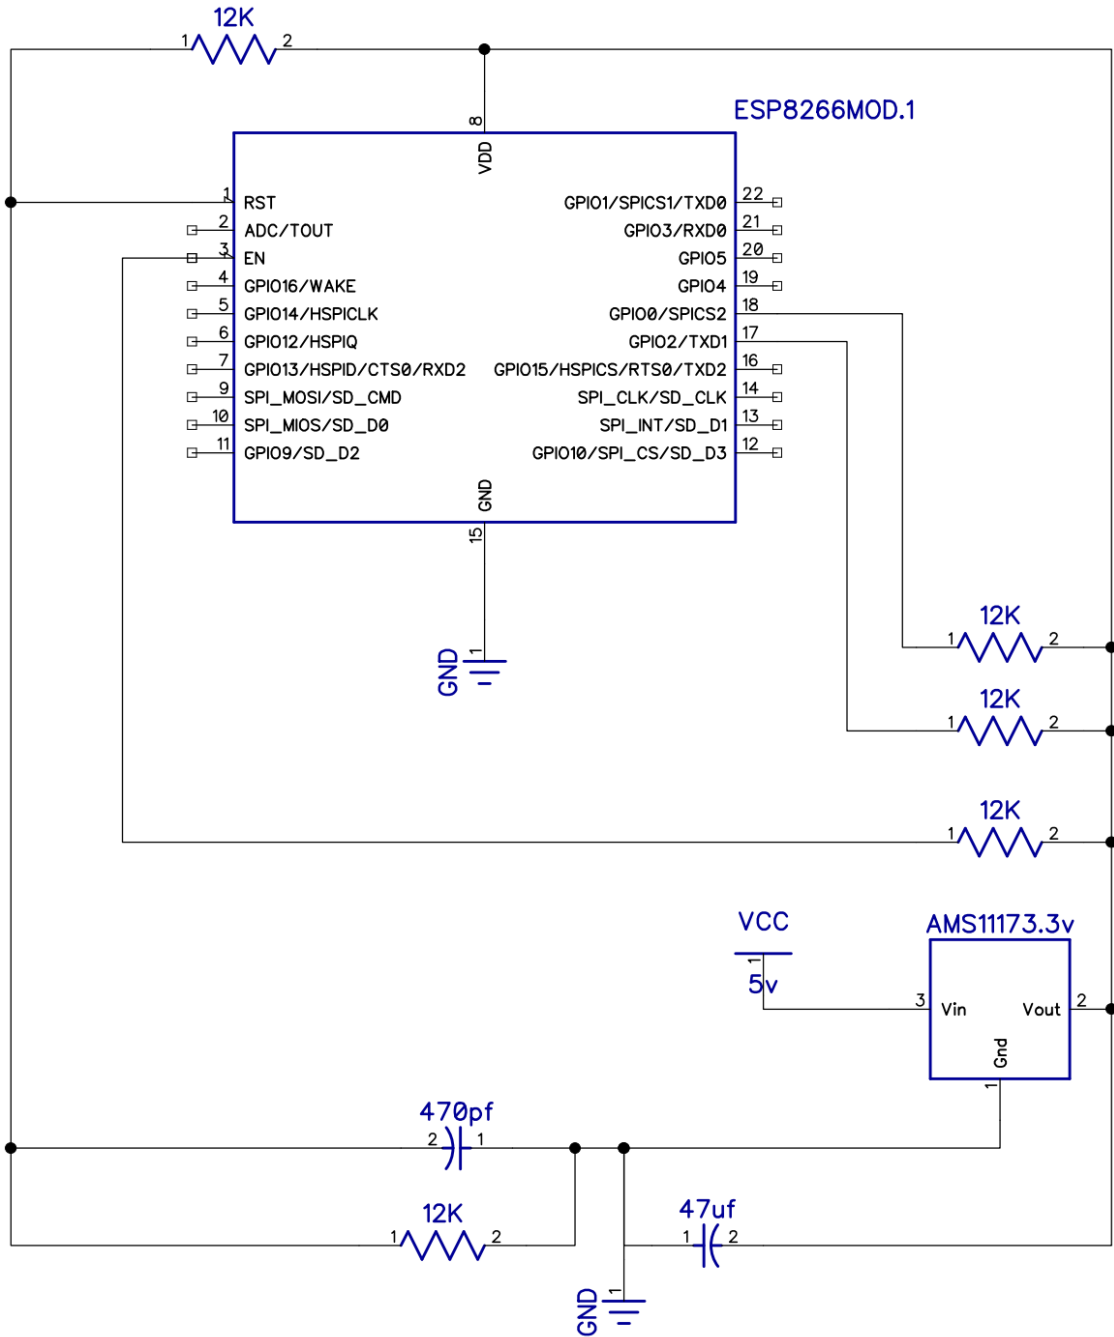 12K
1 2
ESP8266MOD.1
8
VDD
1 RST
2 ADC/TOUT
3 EN
4 GPIO16/WAKE
5 GPIO14/HSPICLK
6 GPIO12/HSPIQ
7 GPIO13/HSPID/CTS0/RXD2
9 SPI_MOSI/SD_CMD
10 SPI_MIOS/SD_D0
11 GPIO9/SD_D2
GPIO1/SPICS1/TXD0 22
GPIO3/RXD0 21
GPIO5 20
GPIO4 19
GPIO0/SPICS2 18
GPIO2/TXD1 17
GPIO15/HSPICS/RTS0/TXD2 16
SPI_CLK/SD_CLK 14
SPI_INT/SD_D1 13
GPIO10/SPI_CS/SD_D3 12
GND
15
1
GND
12K
1 2
12K
1 2
12K
1 2
VCC
1
5v
AMS11173.3v
3 Vin
Vout 2
Gnd
1
470pf
2 1
12K
1 2
47uf
1 2
1
GND